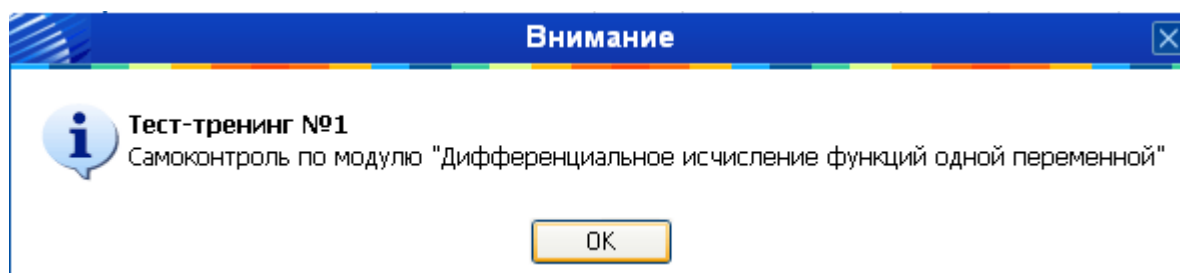 Внимание
Тест-тренинг №1
Самоконтроль по модулю "Дифференциальное исчисление функций одной переменной"
OK